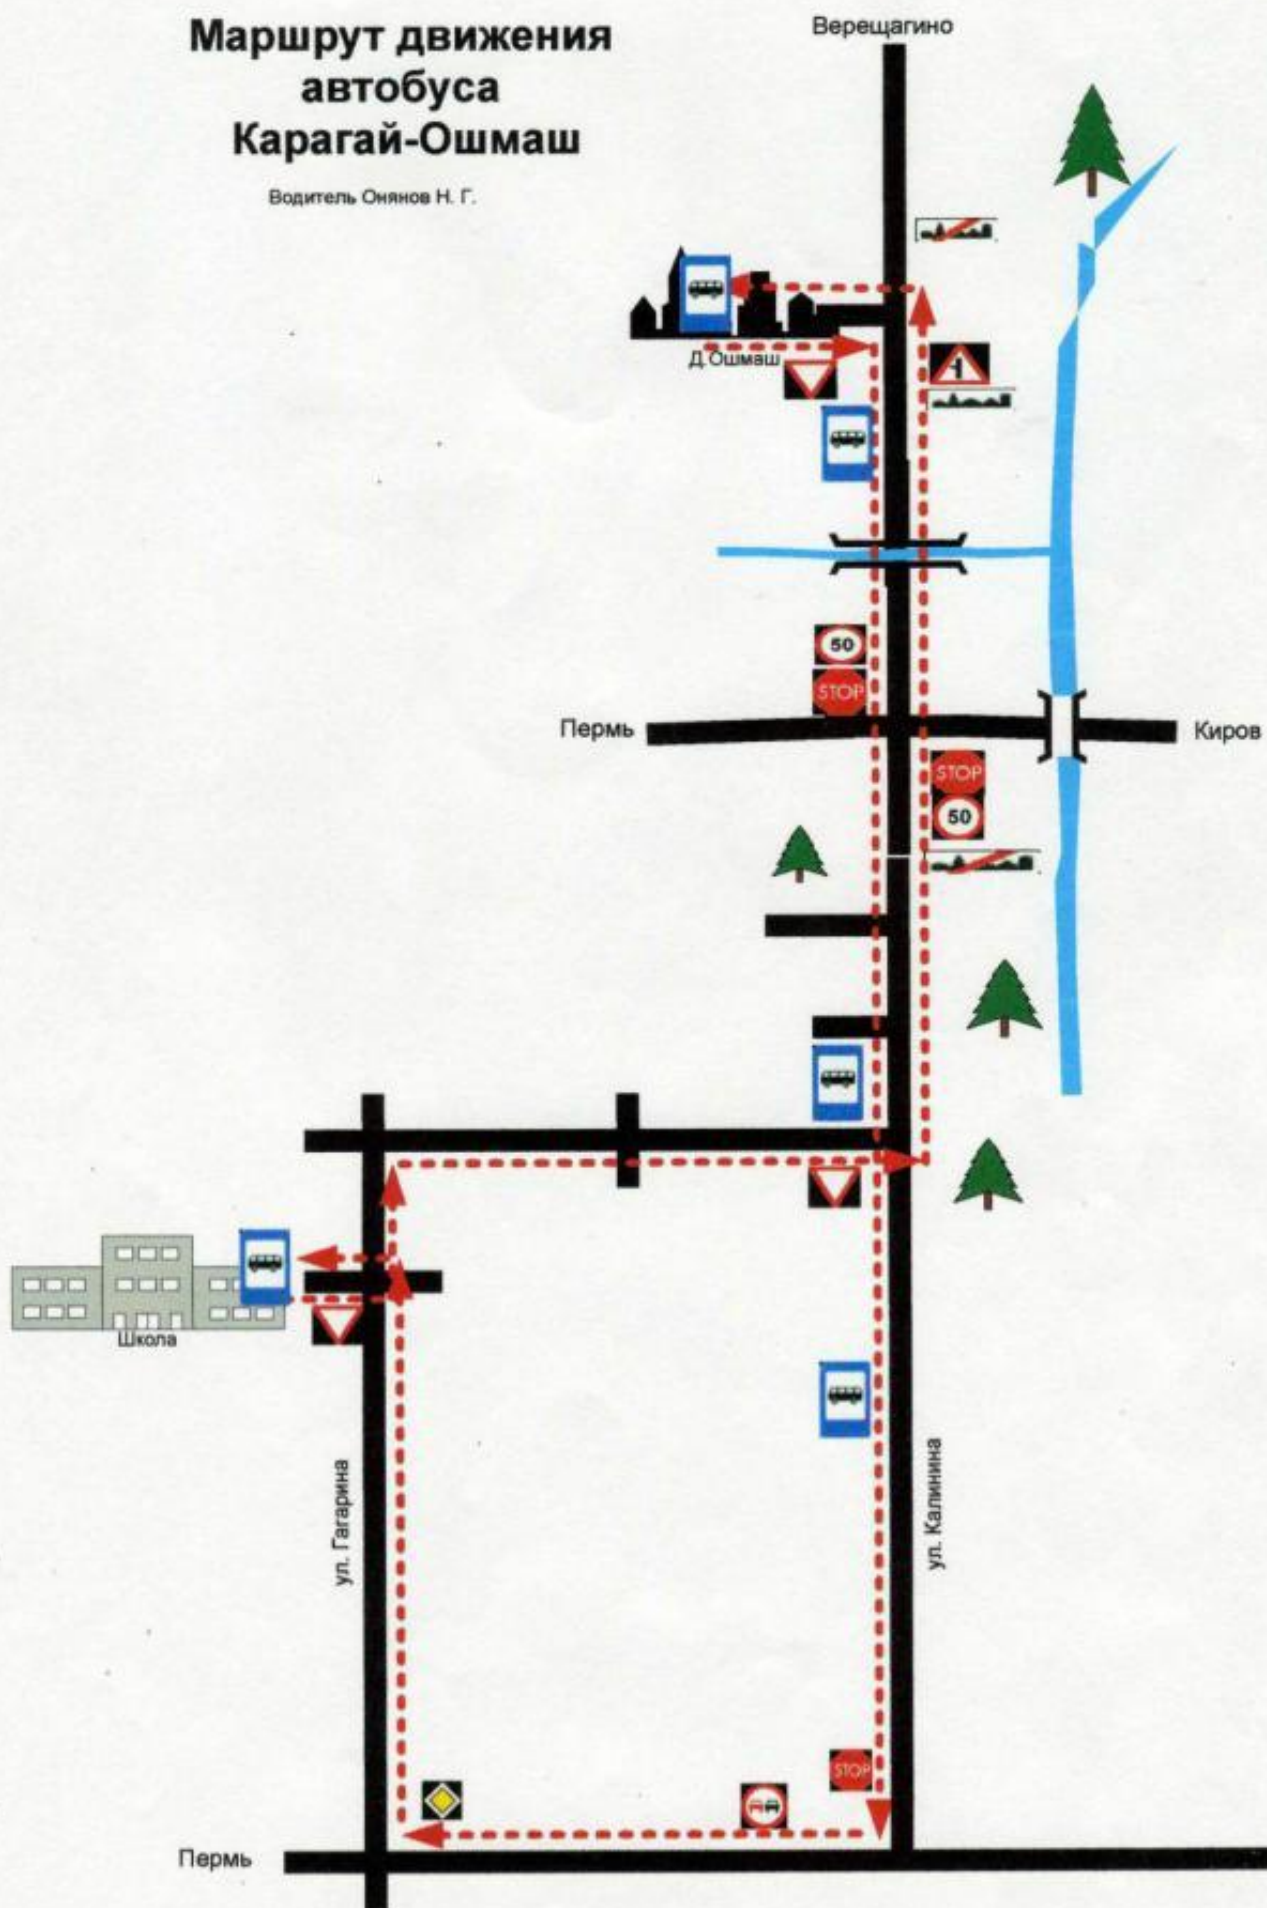 Маршрут движения
автобуса
Карагай-Ошмаш
Водитель Онянов Н. Г.
Верещагино
Д.Ошмаш
50
STOP
Пермь
Киров
STOP
50
Школа
ул. Гагарина
ул. Калинина
STOP
Пермь